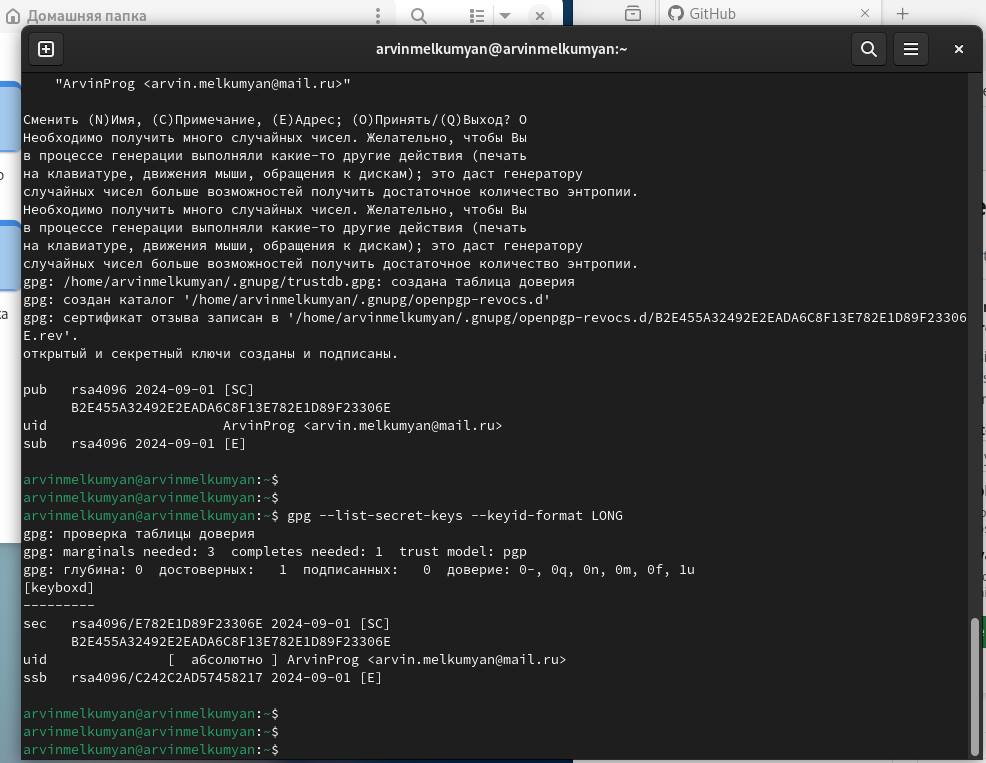 Домашняя папка
GitHub
arvinmelkumyan@arvinmelkumyan:~
"ArvinProg <arvin.melkumyan@mail.ru>"
Сменить (N)Имя, (C)Примечание, (E)Адрес; (O)Принять/(Q)Выход? O
Необходимо получить много случайных чисел. Желательно, чтобы Вы
в процессе генерации выполняли какие-то другие действия (печать
на клавиатуре, движения мыши, обращения к дискам); это даст генератору
случайных чисел больше возможностей получить достаточное количество энтропии.
Необходимо получить много случайных чисел. Желательно, чтобы Вы
в процессе генерации выполняли какие-то другие действия (печать
на клавиатуре, движения мыши, обращения к дискам); это даст генератору
случайных чисел больше возможностей получить достаточное количество энтропии.
gpg: /home/arvinmelkumyan/.gnupg/trustdb.gpg: создана таблица доверия
gpg: создан каталог '/home/arvinmelkumyan/.gnupg/openpgp-revocs.d'
gpg: сертификат отзыва записан в '/home/arvinmelkumyan/.gnupg/openpgp-revocs.d/B2E455A32492E2EADA6C8F13E782E1D89F23306
E.rev'.
открытый и секретный ключи созданы и подписаны.
pub   rsa4096 2024-09-01 [SC]
      B2E455A32492E2EADA6C8F13E782E1D89F23306E
uid                      ArvinProg <arvin.melkumyan@mail.ru>
sub   rsa4096 2024-09-01 [E]
arvinmelkumyan@arvinmelkumyan:~$
arvinmelkumyan@arvinmelkumyan:~$
arvinmelkumyan@arvinmelkumyan:~$ gpg --list-secret-keys --keyid-format LONG
gpg: проверка таблицы доверия
gpg: marginals needed: 3  completes needed: 1  trust model: pgp
gpg: глубина: 0  достоверных:   1  подписанных:   0  доверие: 0-, 0q, 0n, 0m, 0f, 1u
[keyboxd]
---------
sec   rsa4096/E782E1D89F23306E 2024-09-01 [SC]
      B2E455A32492E2EADA6C8F13E782E1D89F23306E
uid               [  абсолютно ] ArvinProg <arvin.melkumyan@mail.ru>
ssb   rsa4096/C242C2AD57458217 2024-09-01 [E]
arvinmelkumyan@arvinmelkumyan:~$
arvinmelkumyan@arvinmelkumyan:~$
arvinmelkumyan@arvinmelkumyan:~$